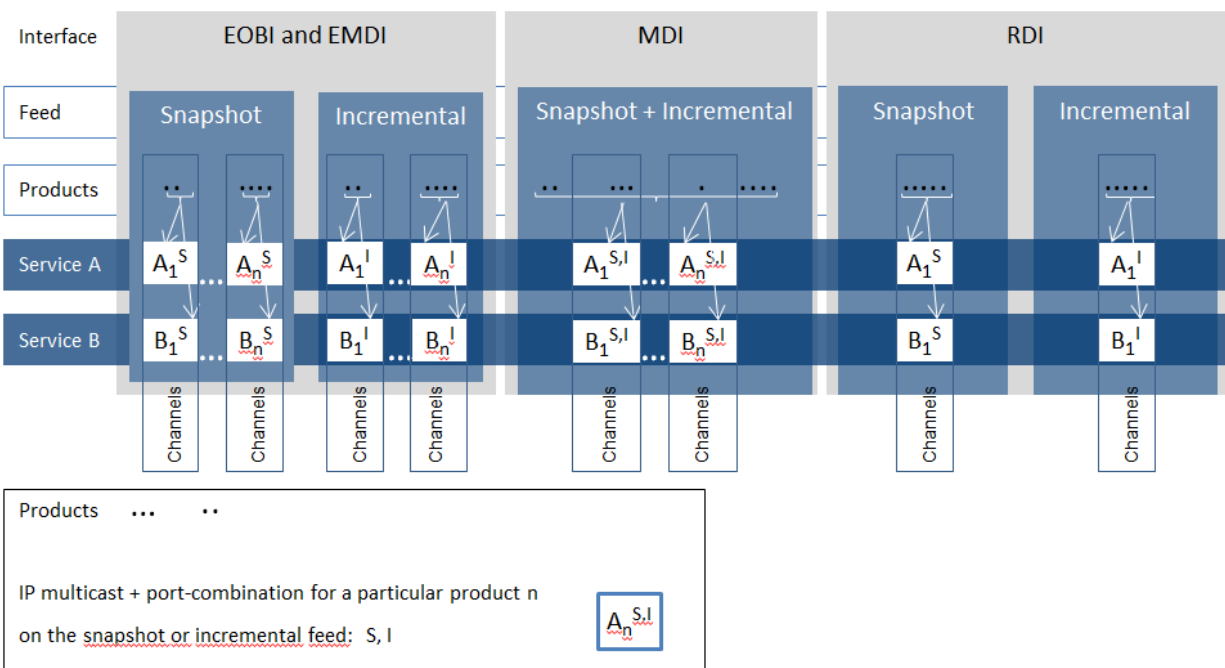 Interface EOBI and EMDI MDI RDI
Feed Snapshot Incremental Snapshot + Incremental Snapshot Incremental
Products .. .... .. .... .. ... . .... ..... .....
Service A A1S ... AnS A1I ... AnI A1S,I ... AnS,I A1S A1I
Service B B1S ... BnS B1I ... BnI B1S,I ... BnS,I B1S B1I
Channels Channels Channels Channels Channels Channels Channels Channels
Products ... ..
IP multicast + port-combination for a particular product n
on the snapshot or incremental feed: S, I
AnS,I